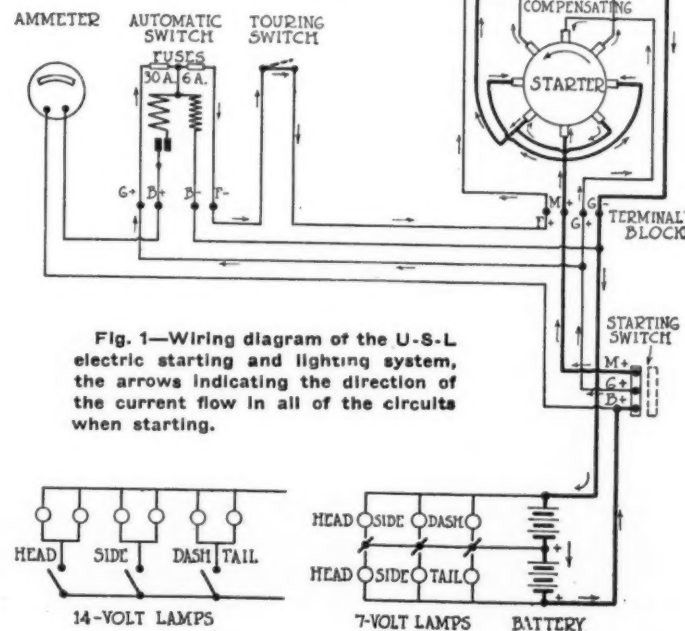 COMPENSATING
AMMETER
AUTOMATIC
SWITCH
TOURING
SWITCH
FUSES
30 A. 6 A.
STARTER
G+ B+ B- F-
F+ M+ G+ G-
TERMINAL
BLOCK
Fig. 1—Wiring diagram of the U-S-L
electric starting and lighting system,
the arrows indicating the direction of
the current flow in all of the circuits
when starting.
STARTING
SWITCH
M+
G+
B+
HEAD SIDE DASH TAIL
14-VOLT LAMPS
HEAD SIDE DASH
+
HEAD SIDE TAIL
+
7-VOLT LAMPS
BATTERY